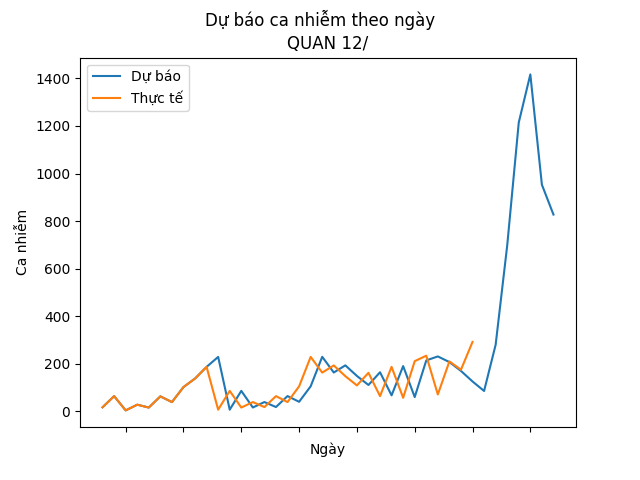 Dự báo ca nhiễm theo ngày
QUAN 12/
Dự báo
Thực tế
1400
1200
1000
800
600
400
200
0
Ca nhiễm
Ngày